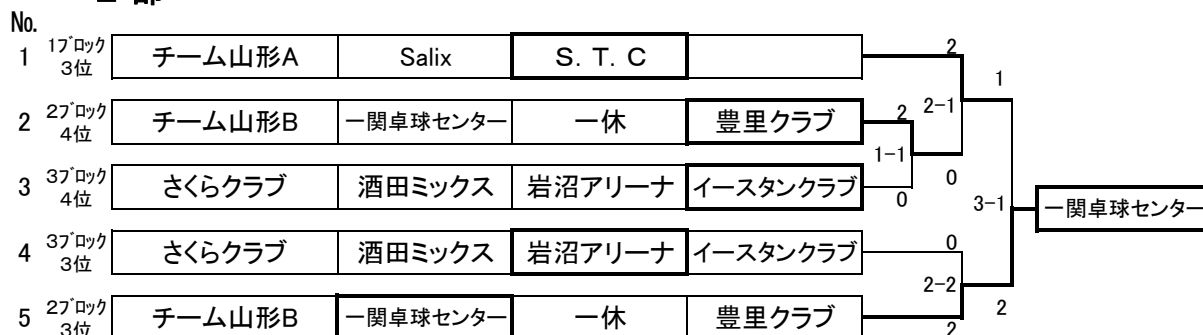 No.
1 1ブロック 3位 チーム山形A Salix S.T.C 2
1
2 2ブロック 4位 チーム山形B 一関卓球センター 一休 豊里クラブ 2 2-1
1-1
3 3ブロック 4位 さくらクラブ 酒田ミックス 岩沼アリーナ イースタンクラブ 0 0
3-1 一関卓球センター
4 3ブロック 3位 さくらクラブ 酒田ミックス 岩沼アリーナ イースタンクラブ 0
2-2
5 2ブロック 3位 チーム山形B 一関卓球センター 一休 豊里クラブ 2 2